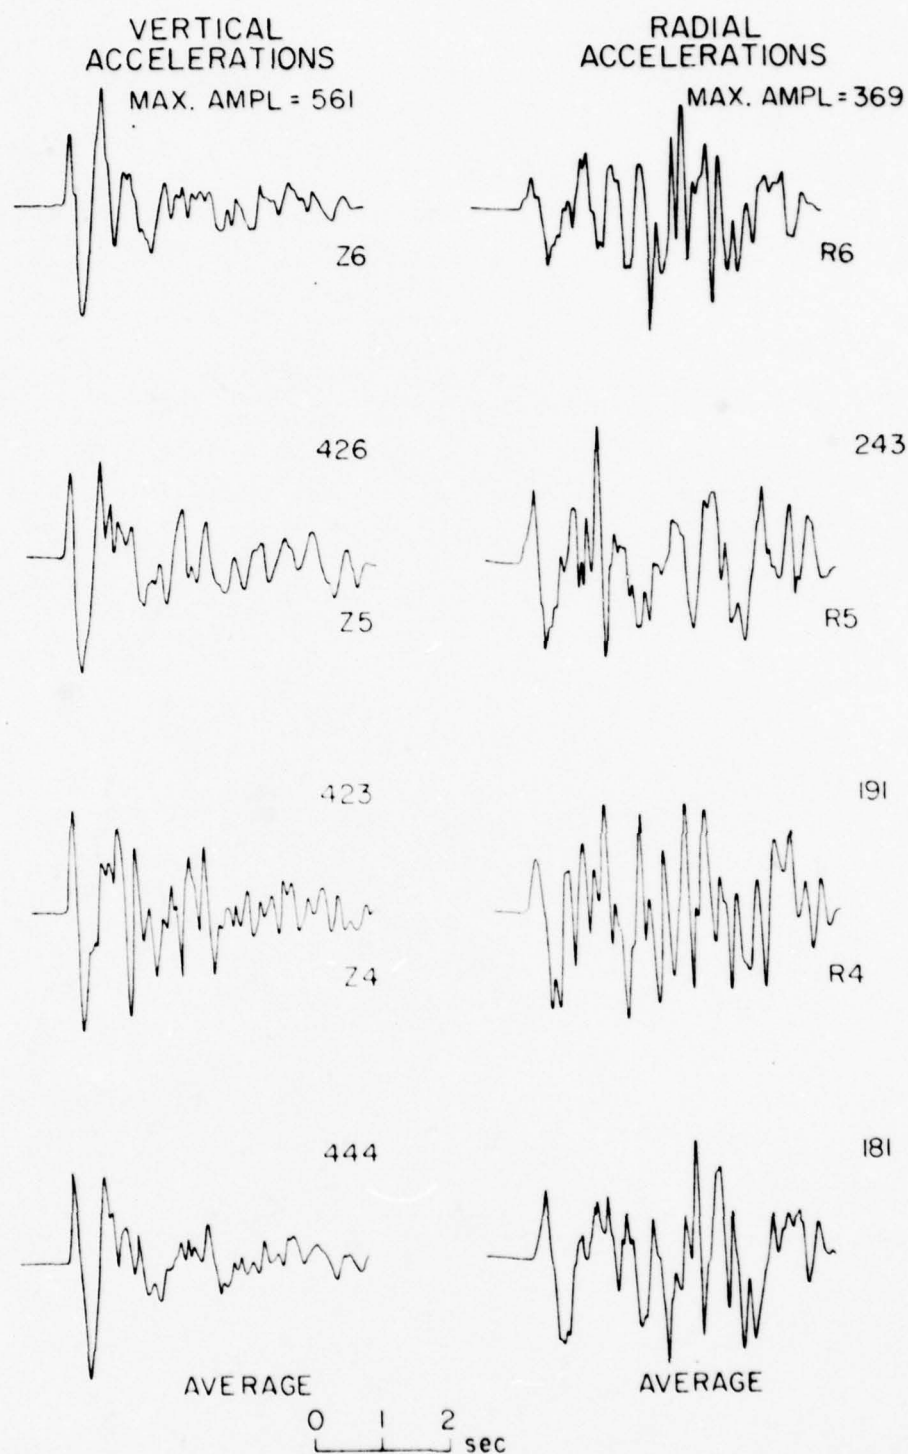 VERTICAL
ACCELERATIONS
MAX. AMPL = 561
RADIAL
ACCELERATIONS
MAX. AMPL = 369
Z6
R6
426
243
Z5
R5
423
191
Z4
R4
444
181
AVERAGE
AVERAGE
0 1 2
sec